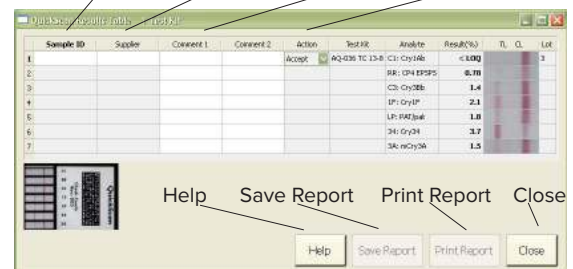 QuickScan Results Table - Test Kit
Sample ID Supplier Comment 1 Comment 2 Action Test Kit Analyte Result(%) TL CL Lot
1 Accept AQ-036 TC 13-8 C1: Cry1Ab < LOQ 3
2 RR: CP4 EPSPS 0.78
3 C3: Cry3Bb 1.4
4 1F: Cry1F 2.1
5 LP: PAT/pat 1.8
6 34: Cry34 3.7
7 3A: mCry3A 1.5
QuickScan
Help Save Report Print Report Close
Help Save Report Print Report Close